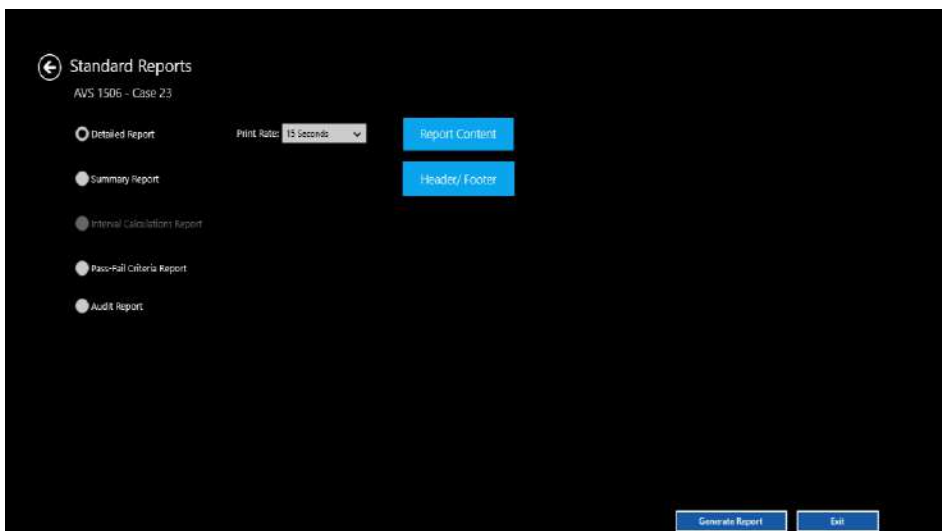 Standard Reports
AVS 1506 - Case 23
Detailed Report Print Rate: 15 Seconds Report Content
Summary Report Header/ Footer
Interval Calculations Report
Pass-Fail Criteria Report
Audit Report
Generate Report Exit